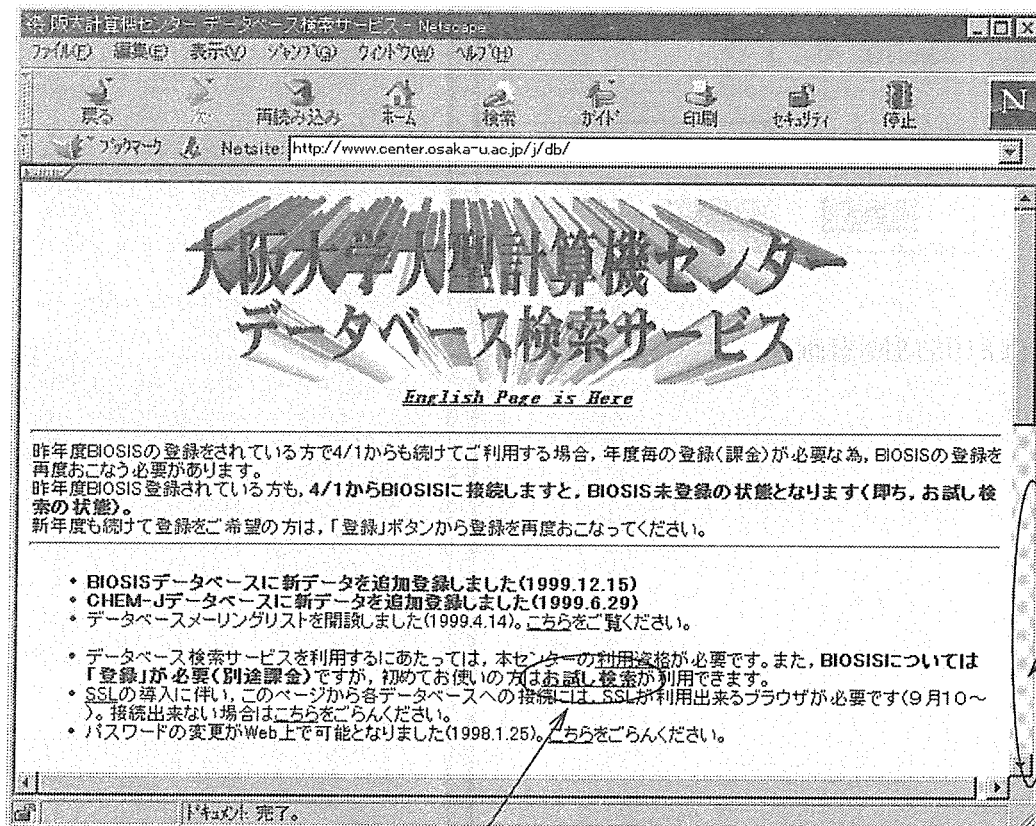 阪大計算機センター データベース検索サービス - Netscape
ファイル(F) 編集(E) 表示(V) ジャンプ(G) ウィンドウ(W) ヘルプ(H)
戻る 再読み込み ホーム 検索 ガイド 印刷 セキュリティ 停止 N
ブックマーク Netsite: http://www.center.osaka-u.ac.jp/j/db/
大阪大学大型計算機センター
データベース検索サービス
English Page is Here
昨年度BIOSISの登録をされている方で4/1からも続けてご利用する場合, 年度毎の登録(課金)が必要な為, BIOSISの登録を
再度おこなう必要があります。
昨年度BIOSIS登録されている方も, 4/1からBIOSISに接続しますと, BIOSIS未登録の状態となります(即ち, お試し検
索の状態)。
新年度も続けて登録をご希望の方は, 「登録」ボタンから登録を再度おこなってください。
• BIOSISデータベースに新データを追加登録しました(1999.12.15)
• CHEM-Jデータベースに新データを追加登録しました(1999.6.29)
• データベースメーリングリストを開設しました(1999.4.14)。こちらをご覧ください。
• データベース検索サービスを利用するにあたっては, 本センターの利用資格が必要です。また, BIOSISについては
「登録」が必要(別途課金)ですが, 初めてお使いの方はお試し検索が利用できます。
• SSLの導入に伴い, このページから各データベースへの接続には, SSLが利用出来るブラウザが必要です(9月10~
)。接続出来ない場合はこちらをごらんください。
• パスワードの変更がWeb上で可能となりました(1998.1.25)。こちらをごらんください。
ドキュメント: 完了。